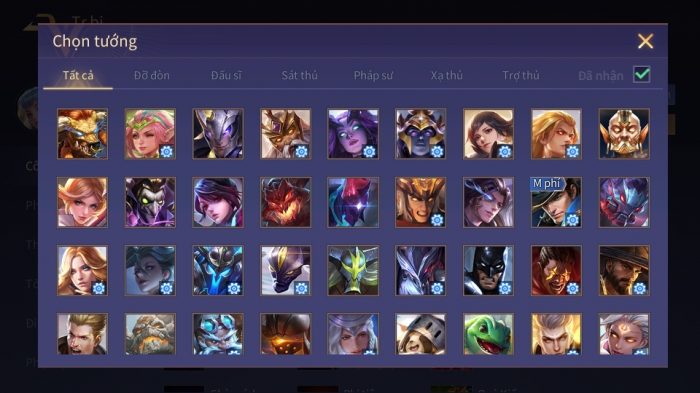 Chọn tướng
Tất cả Đỡ đòn Đấu sĩ Sát thủ Pháp sư Xạ thủ Trợ thủ Đã nhận
M phí